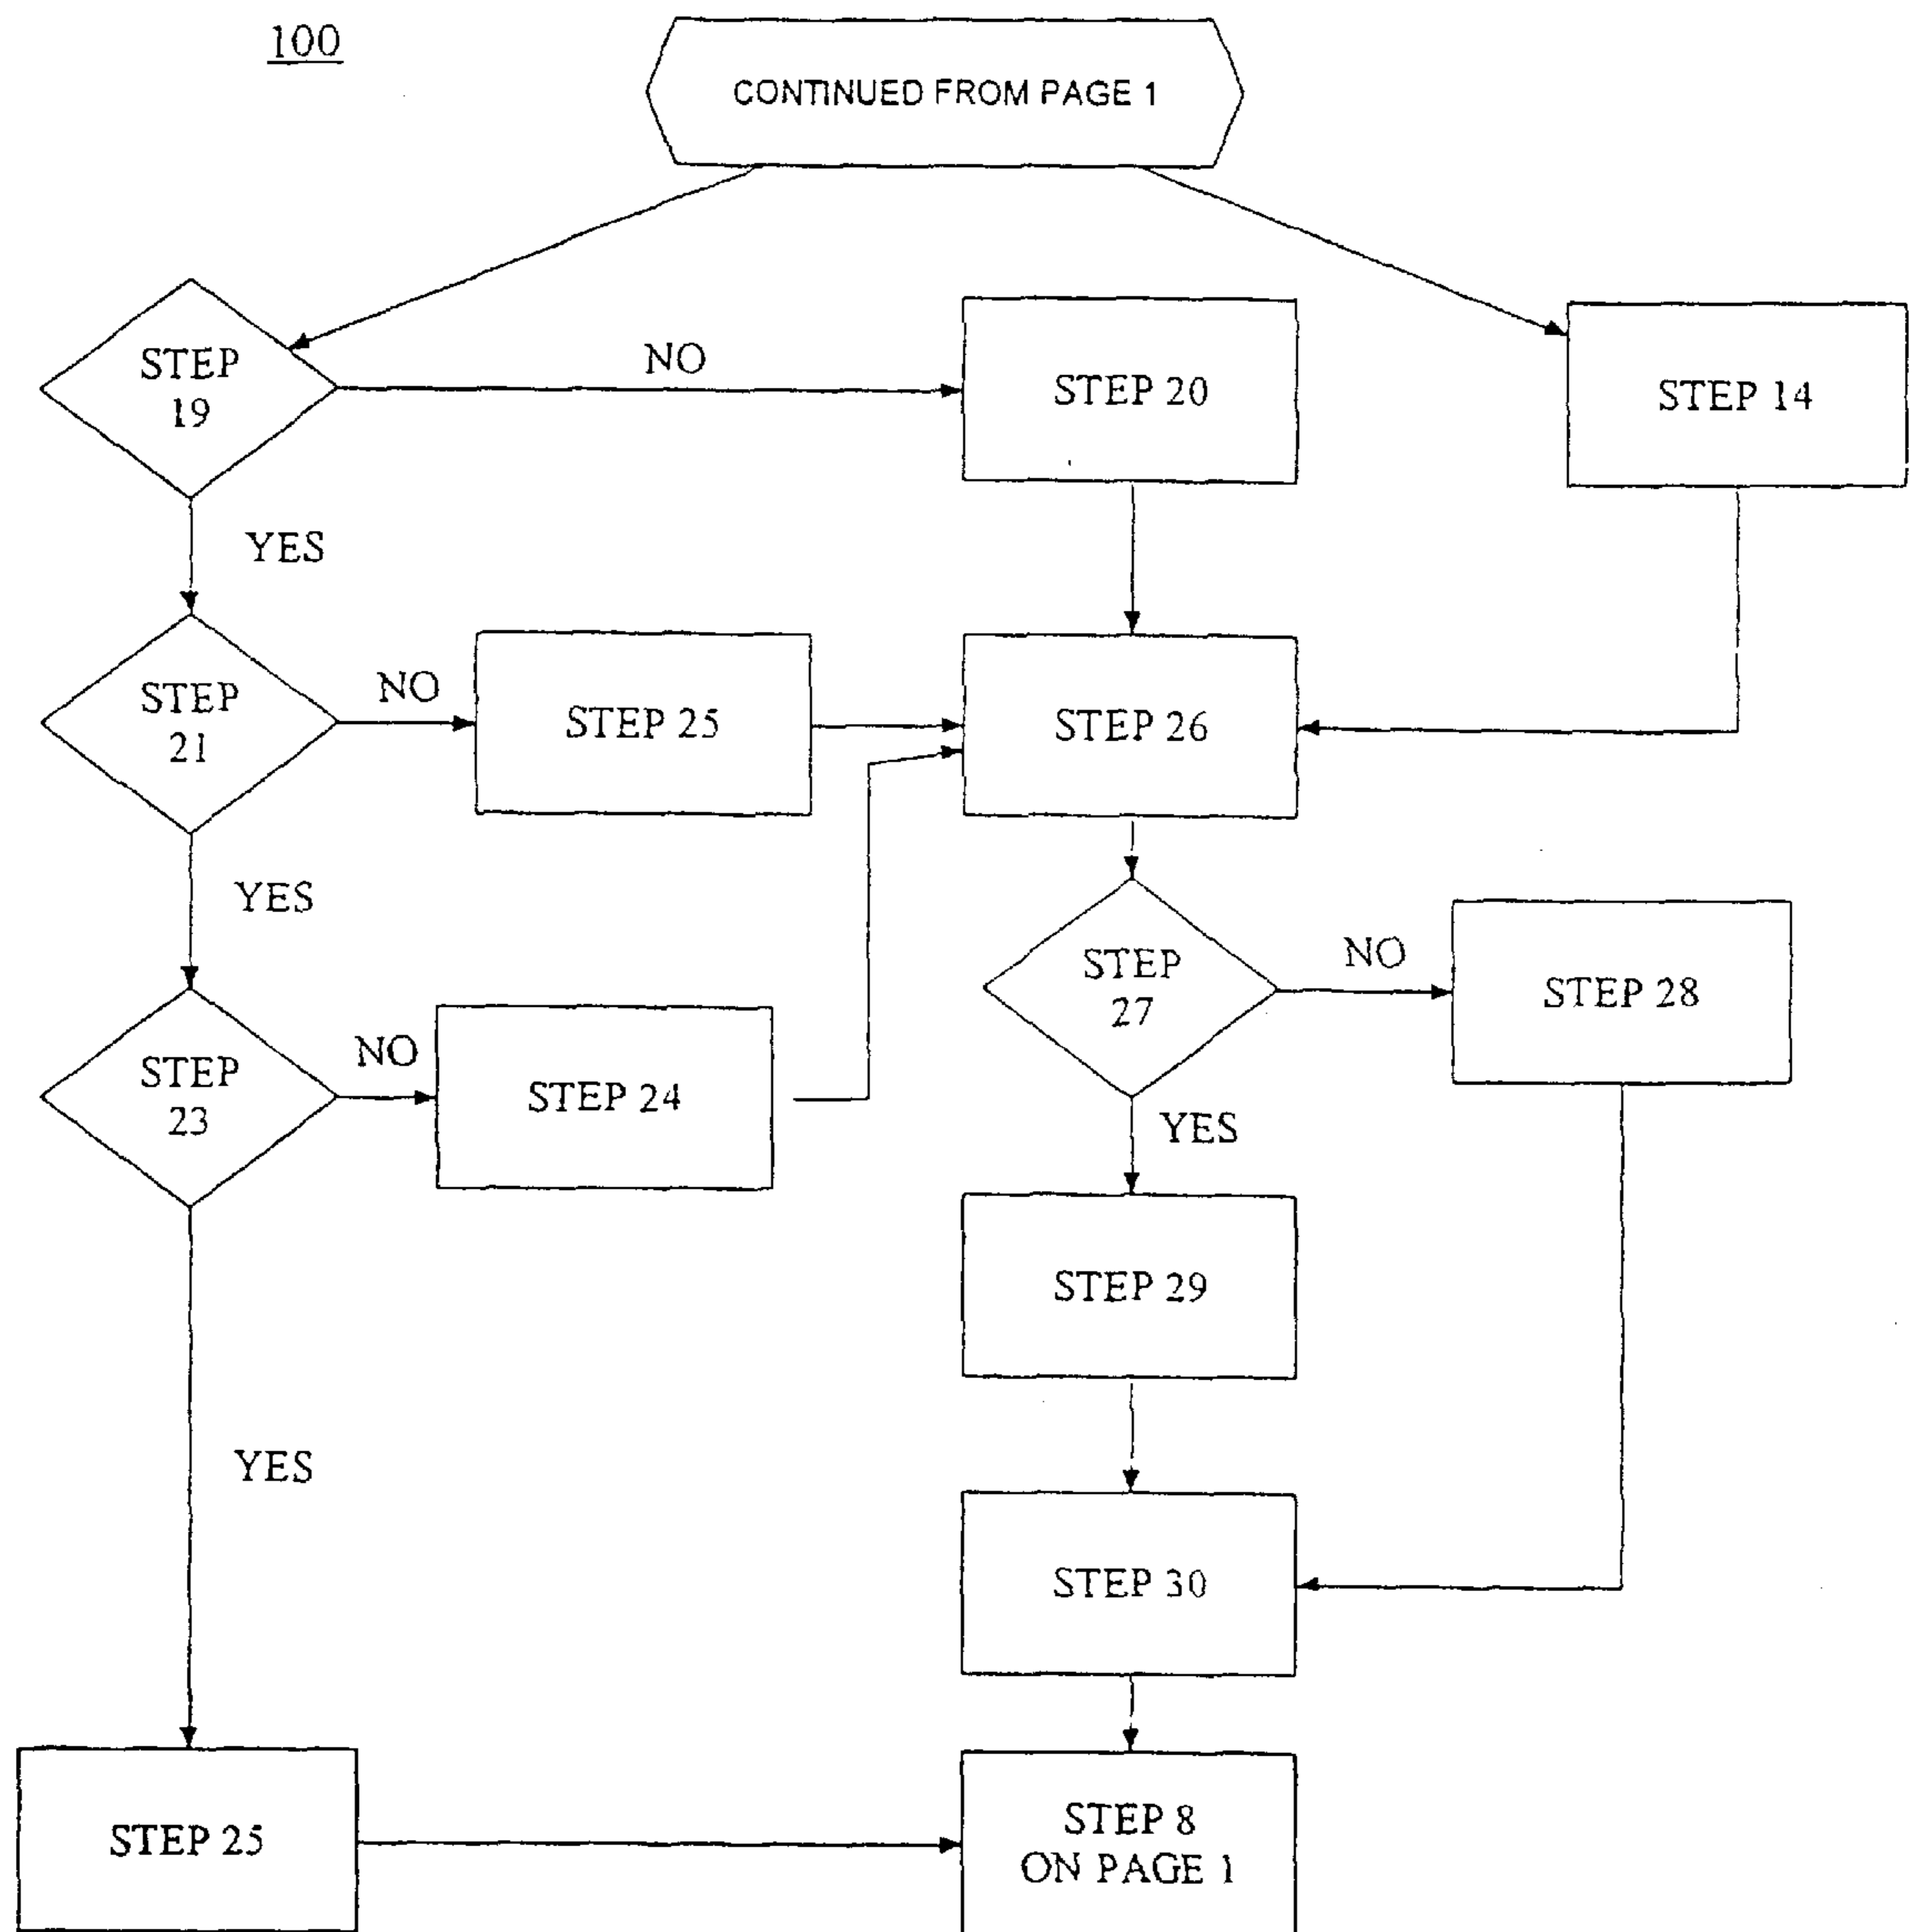 100
CONTINUED FROM PAGE 1
STEP
19
NO
STEP 20
STEP 14
YES
STEP
21
NO
STEP 25
STEP 26
YES
STEP
27
NO
STEP 28
STEP
23
NO
STEP 24
YES
STEP 29
YES
STEP 30
STEP 25
STEP 8
ON PAGE 1